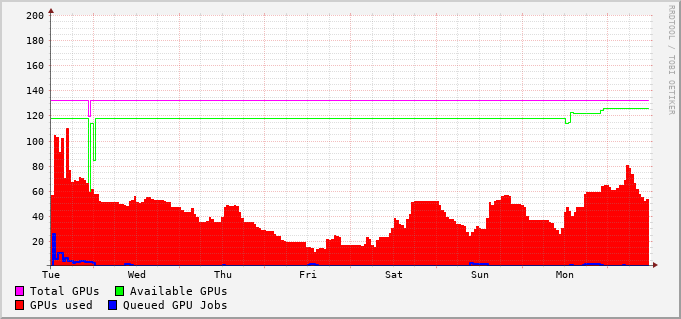 200
180
160
140
120
100
80
60
40
20
Tue Wed Thu Fri Sat Sun Mon
Total GPUs Available GPUs
GPUs used Queued GPU Jobs
RRDTOOL / TOBI OETIKER